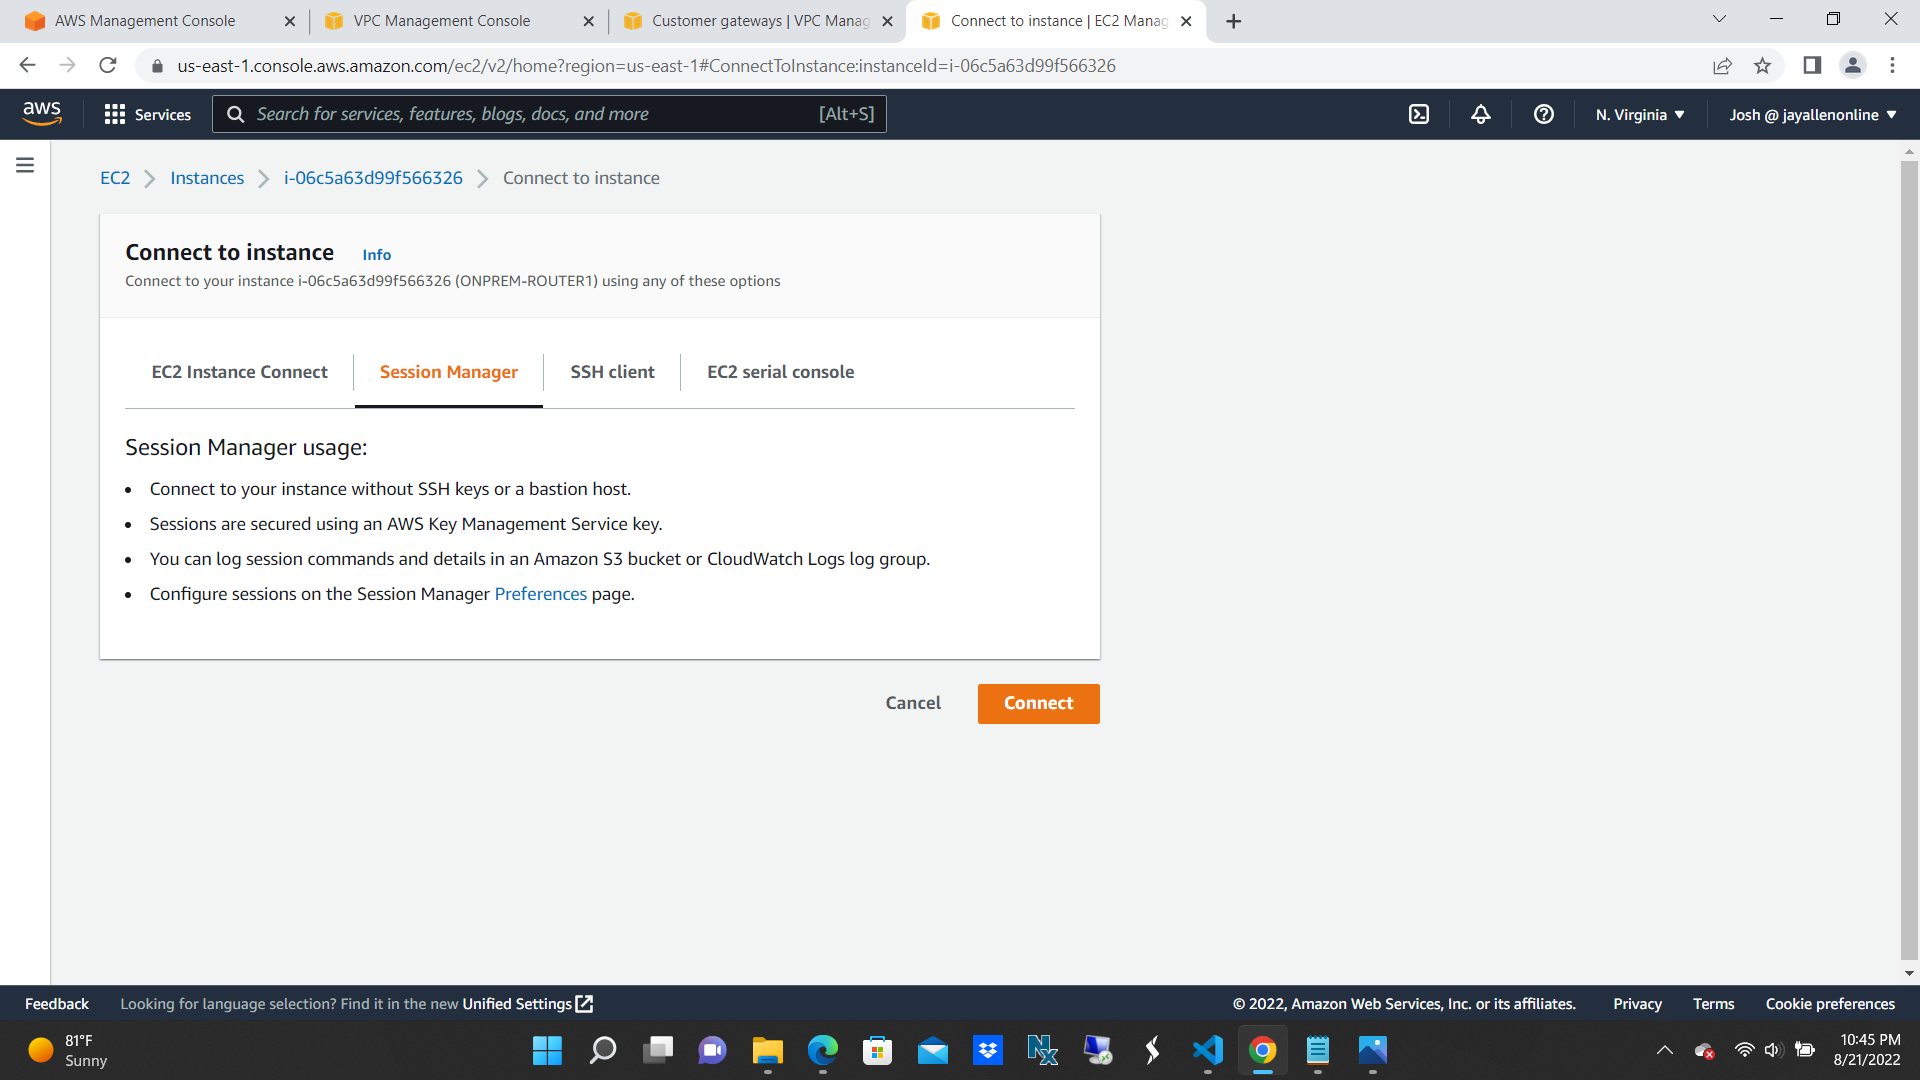 AWS Management Console
VPC Management Console
Customer gateways | VPC Manag
Connect to instance | EC2 Manag
us-east-1.console.aws.amazon.com/ec2/v2/home?region=us-east-1#ConnectToInstance:instanceId=i-06c5a63d99f566326
aws
Services
Search for services, features, blogs, docs, and more
[Alt+S]
N. Virginia
Josh @ jayallenonline
EC2
Instances
i-06c5a63d99f566326
Connect to instance
Connect to instance
Info
Connect to your instance i-06c5a63d99f566326 (ONPREM-ROUTER1) using any of these options
EC2 Instance Connect
Session Manager
SSH client
EC2 serial console
Session Manager usage:
• Connect to your instance without SSH keys or a bastion host.
• Sessions are secured using an AWS Key Management Service key.
• You can log session commands and details in an Amazon S3 bucket or CloudWatch Logs log group.
• Configure sessions on the Session Manager Preferences page.
Cancel
Connect
Feedback
Looking for language selection? Find it in the new Unified Settings
© 2022, Amazon Web Services, Inc. or its affiliates.
Privacy
Terms
Cookie preferences
81°F
Sunny
Nx
10:45 PM
8/21/2022